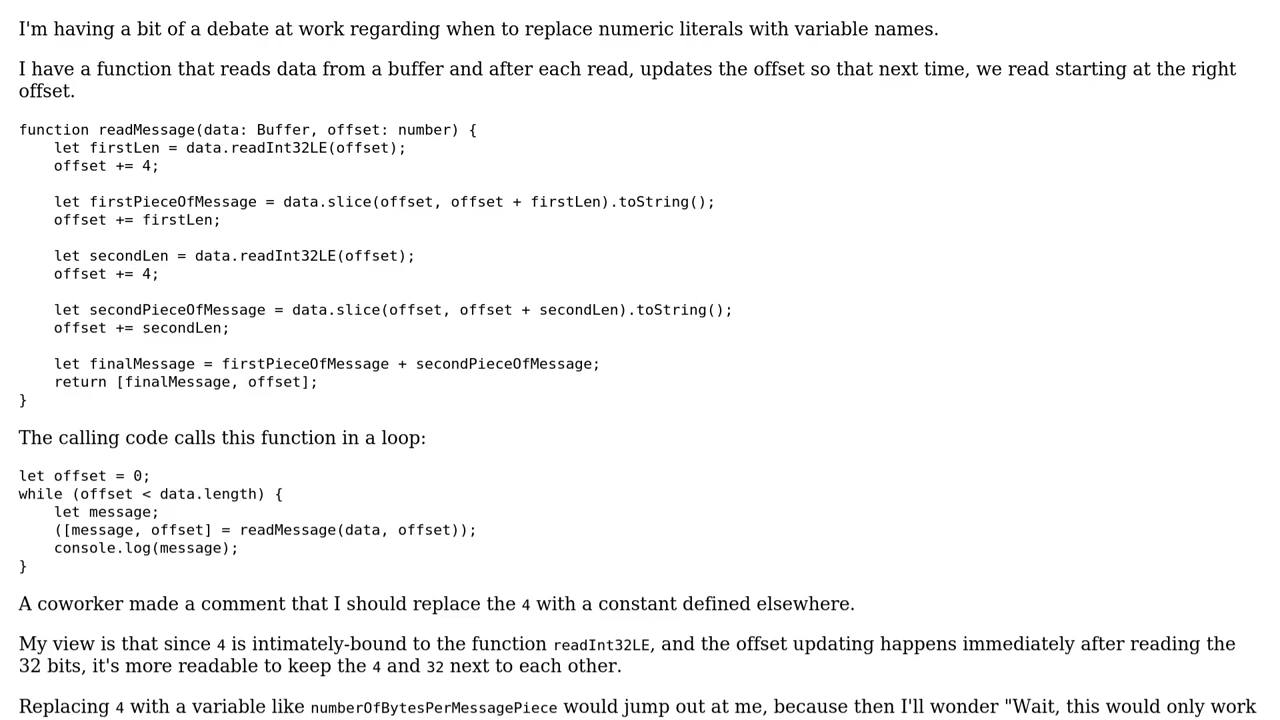 I'm having a bit of a debate at work regarding when to replace numeric literals with variable names.
I have a function that reads data from a buffer and after each read, updates the offset so that next time, we read starting at the right
offset.
function readMessage(data: Buffer, offset: number) {
    let firstLen = data.readInt32LE(offset);
    offset += 4;
    let firstPieceOfMessage = data.slice(offset, offset + firstLen).toString();
    offset += firstLen;
    let secondLen = data.readInt32LE(offset);
    offset += 4;
    let secondPieceOfMessage = data.slice(offset, offset + secondLen).toString();
    offset += secondLen;
    let finalMessage = firstPieceOfMessage + secondPieceOfMessage;
    return [finalMessage, offset];
}
The calling code calls this function in a loop:
let offset = 0;
while (offset < data.length) {
    let message;
    ([message, offset] = readMessage(data, offset));
    console.log(message);
}
A coworker made a comment that I should replace the 4 with a constant defined elsewhere.
My view is that since 4 is intimately-bound to the function readInt32LE, and the offset updating happens immediately after reading the
32 bits, it's more readable to keep the 4 and 32 next to each other.
Replacing 4 with a variable like numberOfBytesPerMessagePiece would jump out at me, because then I'll wonder "Wait, this would only work